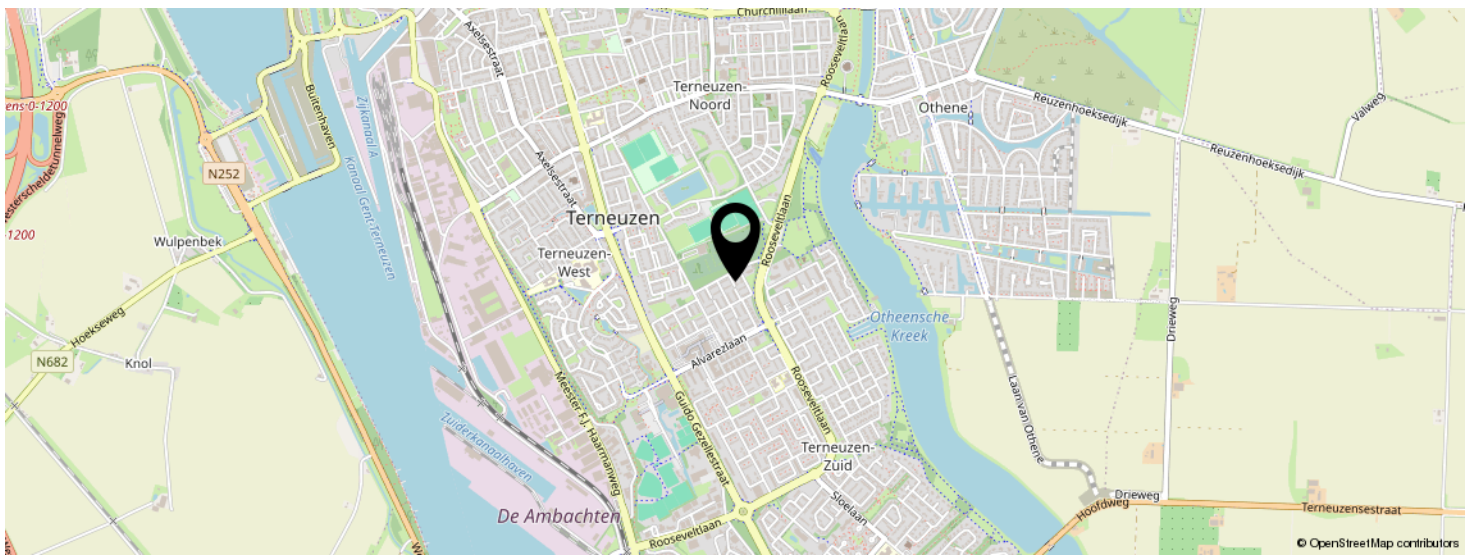 Churchilllaan
Axelsestraat
Rooseveltlaan
Terneuzen-
Noord
Othene
Reuzenhoeksedijk
Valweg
Reuzenhoeksedijk
Buitenhaven
Zijkanaal A
Kanaal Gent-Terneuzen
Axelsestraat
N252
Terneuzen
Rooseveltlaan
Wulpenbek
Terneuzen-
West
Hoekseweg
N682
Knol
Otheensche
Kreek
Drieweg
Alvarezlaan
Meester F.J. Haarmanweg
Guido Gezellestraat
Rooseveltlaan
Laan van Othene
Zuiderkanaalhaven
Terneuzen-
Zuid
Sloelaan
De Ambachten
Rooseveltlaan
Drieweg
Hoofdweg
Terneuzensestraat
© OpenStreetMap contributors